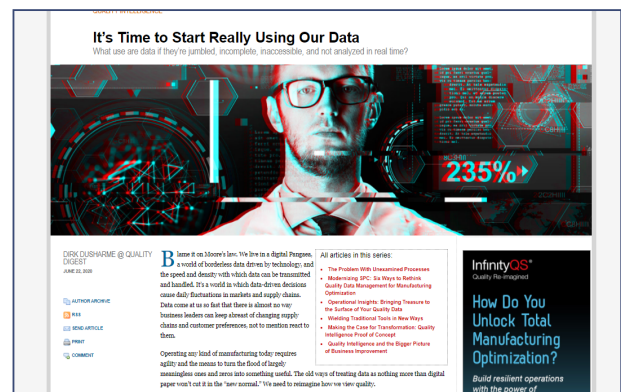 QUALITY INTELLIGENCE
It's Time to Start Really Using Our Data
What use are data if they're jumbled, incomplete, inaccessible, and not analyzed in real time?
235%
DIRK DUSHARME @ QUALITY
DIGEST
JUNE 22, 2020
AUTHOR ARCHIVE
RSS
SEND ARTICLE
PRINT
COMMENT
Blame it on Moore's law. We live in a digital Pangaea,
a world of borderless data driven by technology, and
the speed and density with which data can be transmitted
and handled. It's a world in which data-driven decisions
cause daily fluctuations in markets and supply chains.
Data come at us so fast that there is almost no way
business leaders can keep abreast of changing supply
chains and customer preferences, not to mention react to
them.
Operating any kind of manufacturing today requires
agility and the means to turn the flood of largely
meaningless ones and zeros into something useful. The old ways of treating data as nothing more than digital
paper won't cut it in the "new normal." We need to reimagine how we view quality.
All articles in this series:
The Problem With Unexamined Processes
Modernizing SPC: Six Ways to Rethink
Quality Data Management for Manufacturing
Optimization
Operational Insights: Bringing Treasure to
the Surface of Your Quality Data
Wielding Traditional Tools in New Ways
Making the Case for Transformation: Quality
Intelligence Proof of Concept
Quality Intelligence and the Bigger Picture
of Business Improvement
InfinityQS®
Quality Re-imagined
How Do You
Unlock Total
Manufacturing
Optimization?
Build resilient operations
with the power of